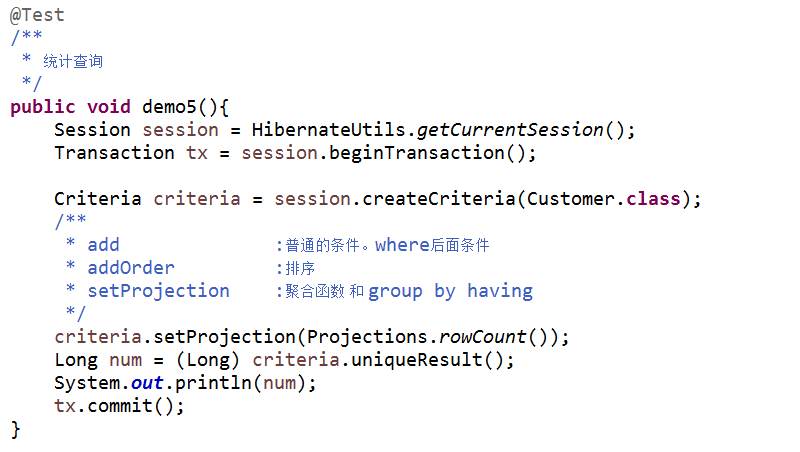 @Test
/**
 * 统计查询
 */
public void demo5(){
    Session session = HibernateUtils.getCurrentSession();
    Transaction tx = session.beginTransaction();

    Criteria criteria = session.createCriteria(Customer.class);
    /**
     * add              :普通的条件。where后面条件
     * addOrder         :排序
     * setProjection    :聚合函数 和 group by having
     */
    criteria.setProjection(Projections.rowCount());
    Long num = (Long) criteria.uniqueResult();
    System.out.println(num);
    tx.commit();
}